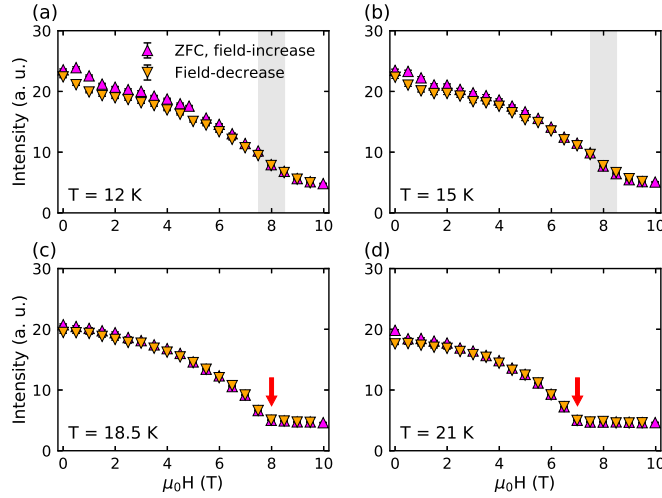 (a)
ZFC, field-increase
Field-decrease
T = 12 K
Intensity (a. u.)
0
10
20
30
0 2 4 6 8 10
(b)
T = 15 K
Intensity (a. u.)
0
10
20
30
0 2 4 6 8 10
(c)
T = 18.5 K
Intensity (a. u.)
0
10
20
30
0 2 4 6 8 10
μ₀H (T)
(d)
T = 21 K
Intensity (a. u.)
0
10
20
30
0 2 4 6 8 10
μ₀H (T)